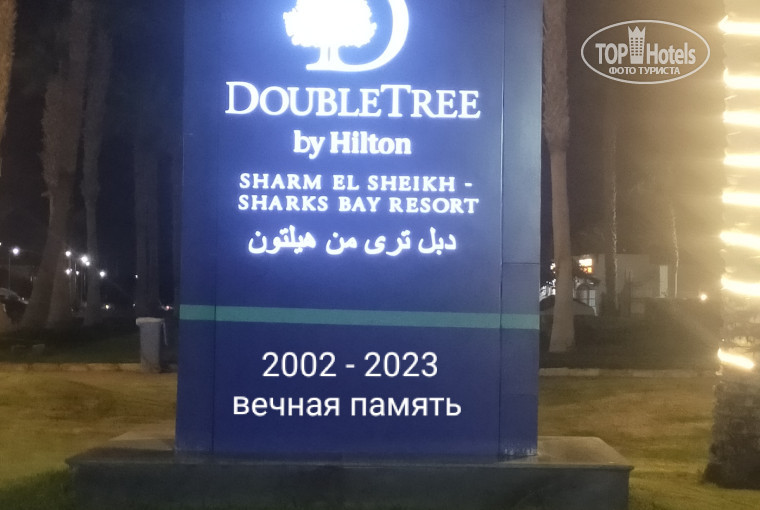 D
DOUBLETREE
by Hilton
SHARM EL SHEIKH -
SHARKS BAY RESORT
دبل تری من هيلتون
2002 - 2023
вечная память
TOP Hotels
ФОТО ТУРИСТА